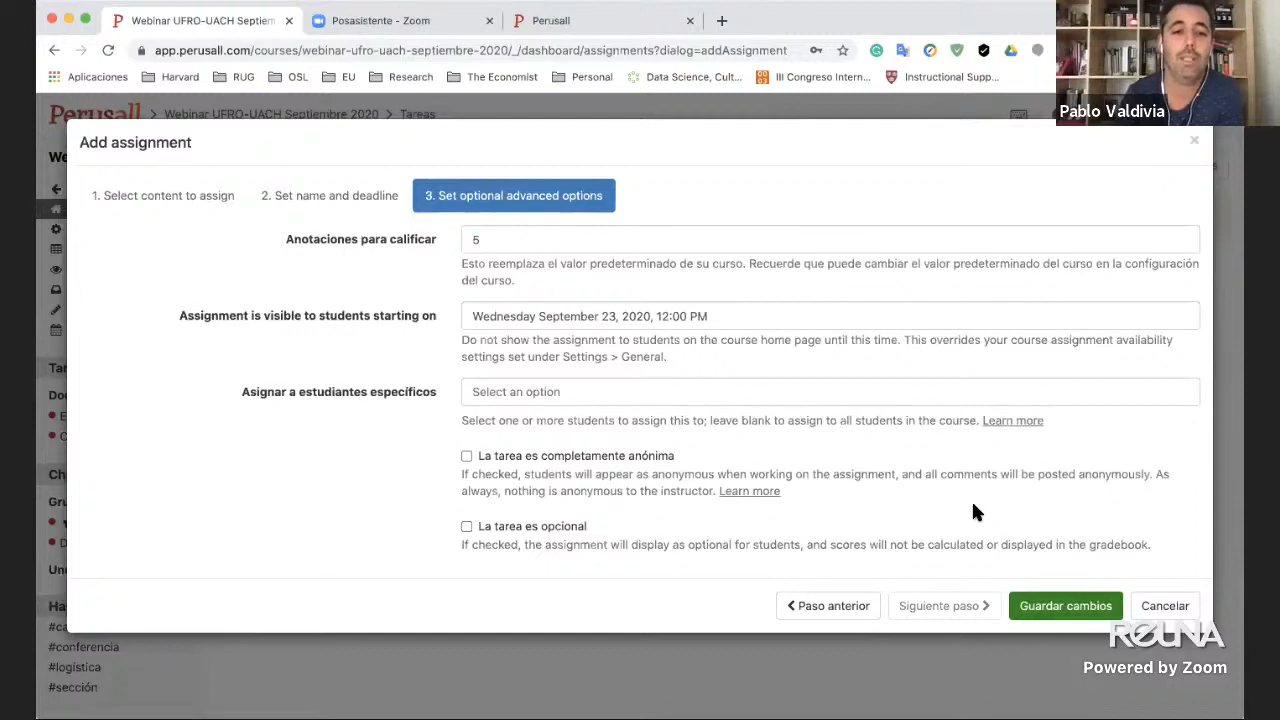 Webinar UFRO-UACH Septiem
Posasistente - Zoom
Perusall
app.perusall.com/courses/webinar-ufro-uach-septiembre-2020/_/dashboard/assignments?dialog=addAssignment
Aplicaciones
Harvard
RUG
OSL
EU
Research
The Economist
Personal
Data Science, Cult...
III Congreso Intern...
Instructional Supp...
Pablo Valdivia
Perusall > Webinar UFRO-UACH Septiembre 2020 > Tareas
We
Add assignment
1. Select content to assign
2. Set name and deadline
3. Set optional advanced options
Anotaciones para calificar
5
Esto reemplaza el valor predeterminado de su curso. Recuerde que puede cambiar el valor predeterminado del curso en la configuración
del curso.
Assignment is visible to students starting on
Wednesday September 23, 2020, 12:00 PM
Do not show the assignment to students on the course home page until this time. This overrides your course assignment availability
settings set under Settings > General.
Tar
Asignar a estudiantes específicos
Select an option
Do
Select one or more students to assign this to; leave blank to assign to all students in the course. Learn more
La tarea es completamente anónima
If checked, students will appear as anonymous when working on the assignment, and all comments will be posted anonymously. As
always, nothing is anonymous to the instructor. Learn more
Ch
Gru
La tarea es opcional
If checked, the assignment will display as optional for students, and scores will not be calculated or displayed in the gradebook.
Un
Ha
Paso anterior
Siguiente paso
Guardar cambios
Cancelar
#ca
#conferencia
#logística
#sección
REUNA
Powered by Zoom